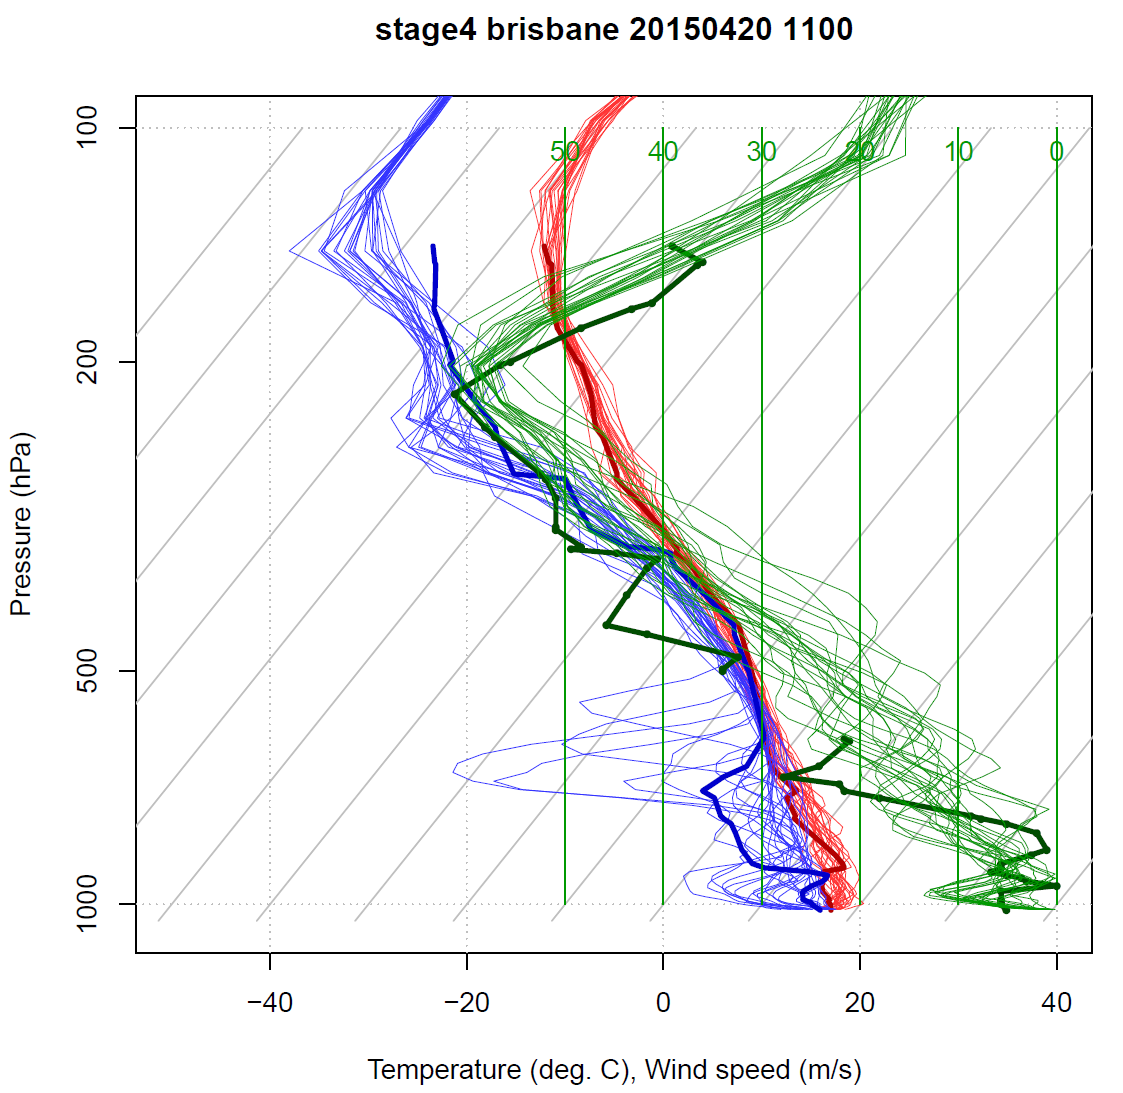 stage4 brisbane 20150420 1100
100
200
500
1000
Pressure (hPa)
50 40 30 20 10 0
−40 −20 0 20 40
Temperature (deg. C), Wind speed (m/s)